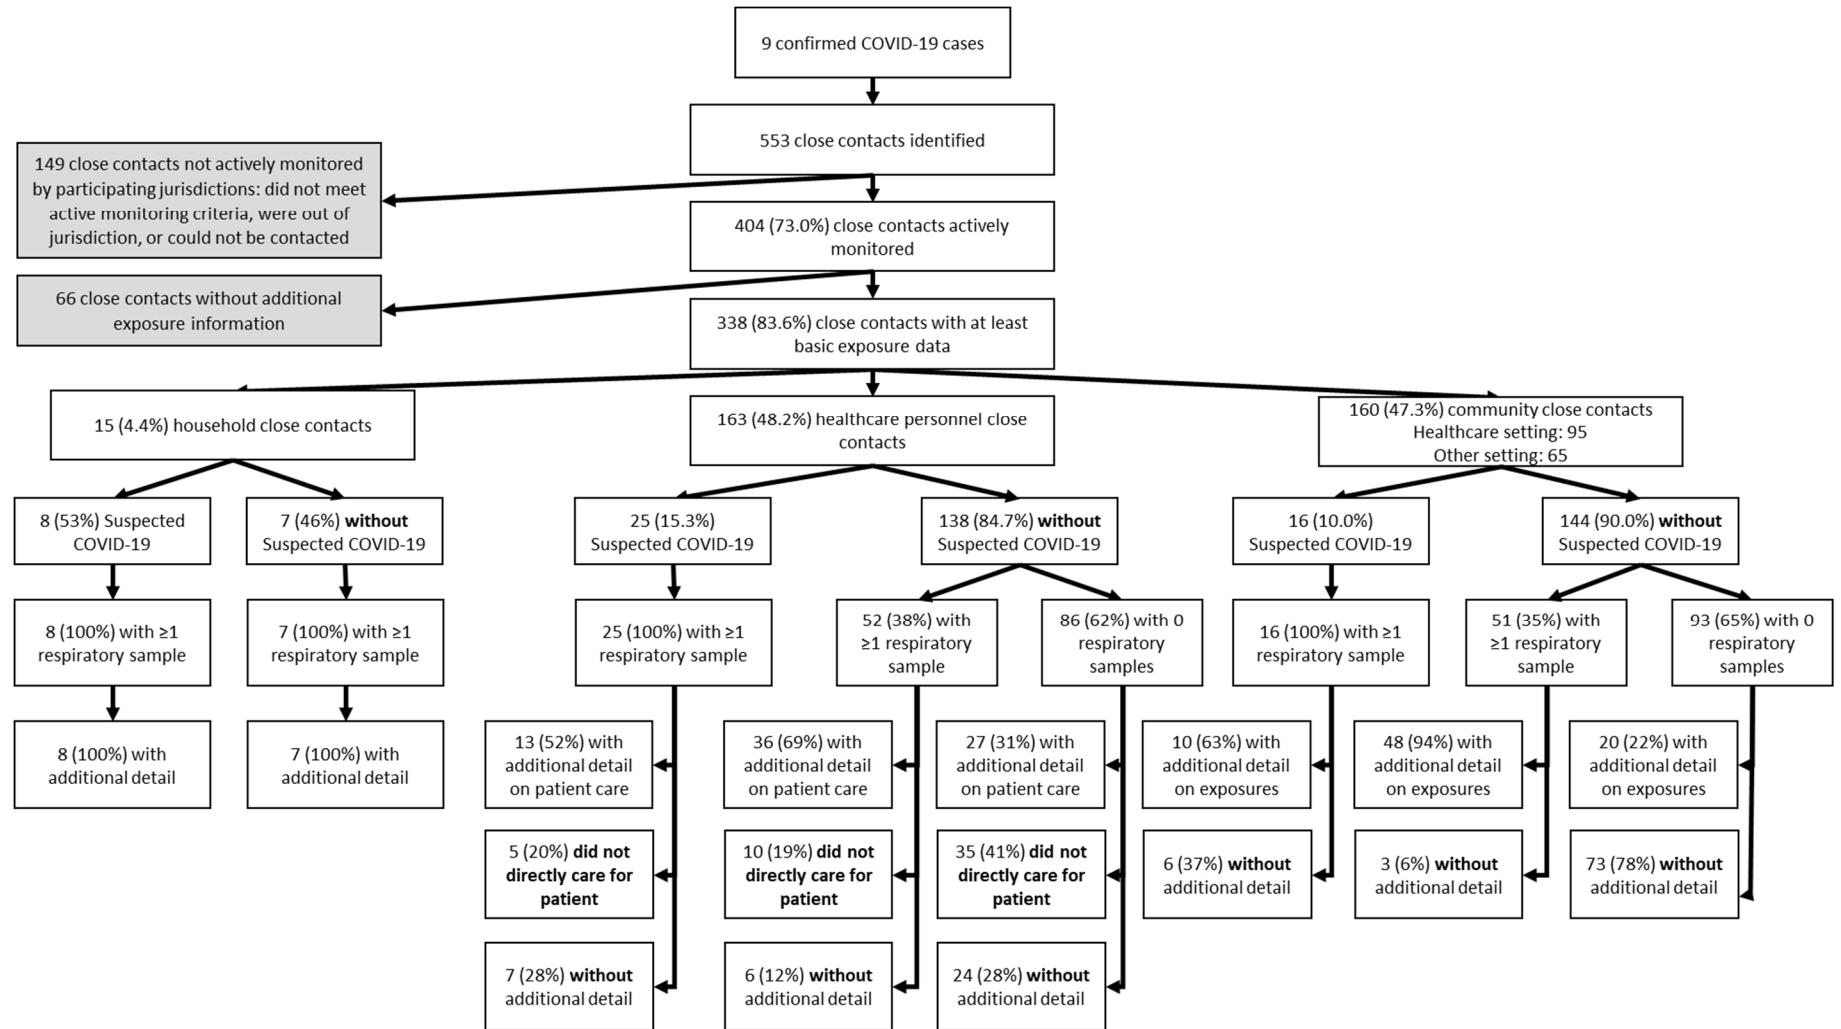 9 confirmed COVID-19 cases
553 close contacts identified
149 close contacts not actively monitored
by participating jurisdictions: did not meet
active monitoring criteria, were out of
jurisdiction, or could not be contacted
404 (73.0%) close contacts actively
monitored
66 close contacts without additional
exposure information
338 (83.6%) close contacts with at least
basic exposure data
15 (4.4%) household close contacts
163 (48.2%) healthcare personnel close
contacts
160 (47.3%) community close contacts
Healthcare setting: 95
Other setting: 65
8 (53%) Suspected
COVID-19
7 (46%) without
Suspected COVID-19
25 (15.3%)
Suspected COVID-19
138 (84.7%) without
Suspected COVID-19
16 (10.0%)
Suspected COVID-19
144 (90.0%) without
Suspected COVID-19
8 (100%) with ≥1
respiratory sample
7 (100%) with ≥1
respiratory sample
25 (100%) with ≥1
respiratory sample
52 (38%) with
≥1 respiratory
sample
86 (62%) with 0
respiratory
samples
16 (100%) with ≥1
respiratory sample
51 (35%) with
≥1 respiratory
sample
93 (65%) with 0
respiratory
samples
8 (100%) with
additional detail
7 (100%) with
additional detail
13 (52%) with
additional detail
on patient care
36 (69%) with
additional detail
on patient care
27 (31%) with
additional detail
on patient care
10 (63%) with
additional detail
on exposures
48 (94%) with
additional detail
on exposures
20 (22%) with
additional detail
on exposures
5 (20%) did not
directly care for
patient
10 (19%) did not
directly care for
patient
35 (41%) did not
directly care for
patient
6 (37%) without
additional detail
3 (6%) without
additional detail
73 (78%) without
additional detail
7 (28%) without
additional detail
6 (12%) without
additional detail
24 (28%) without
additional detail